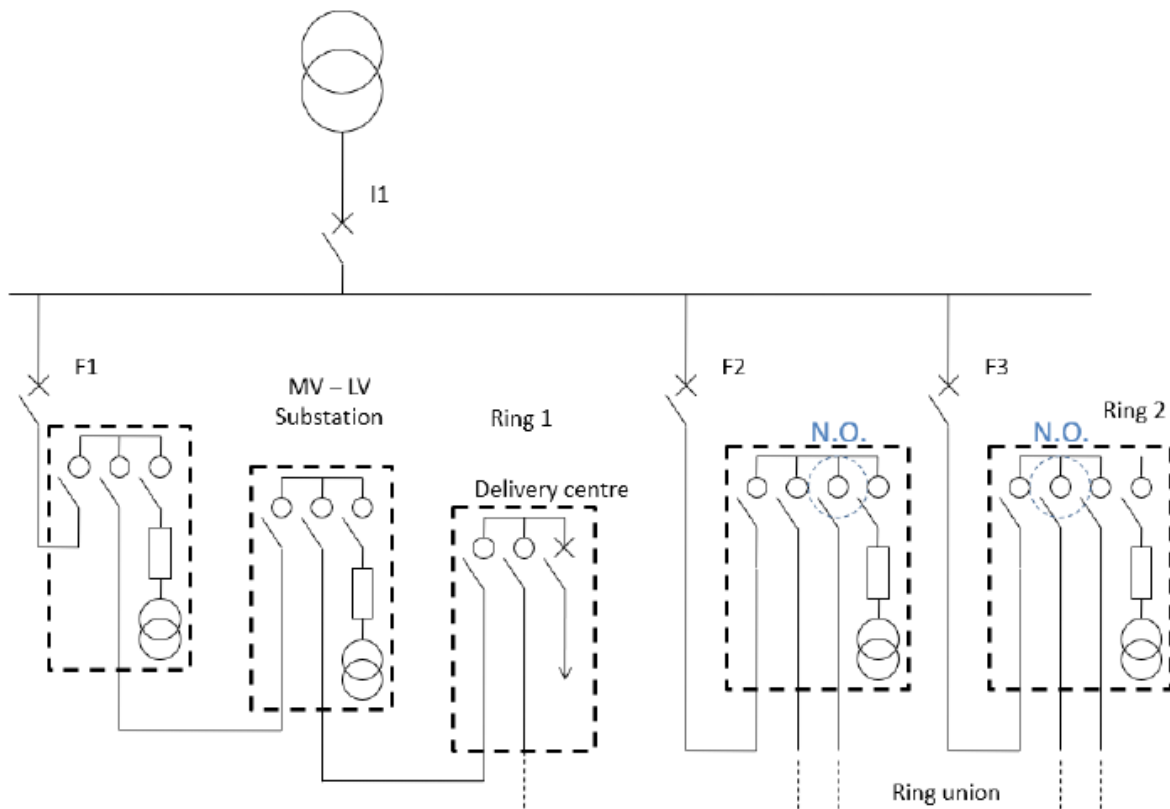 I1
F1
MV – LV
Substation
Ring 1
Delivery centre
F2
N.O.
F3
Ring 2
N.O.
Ring union